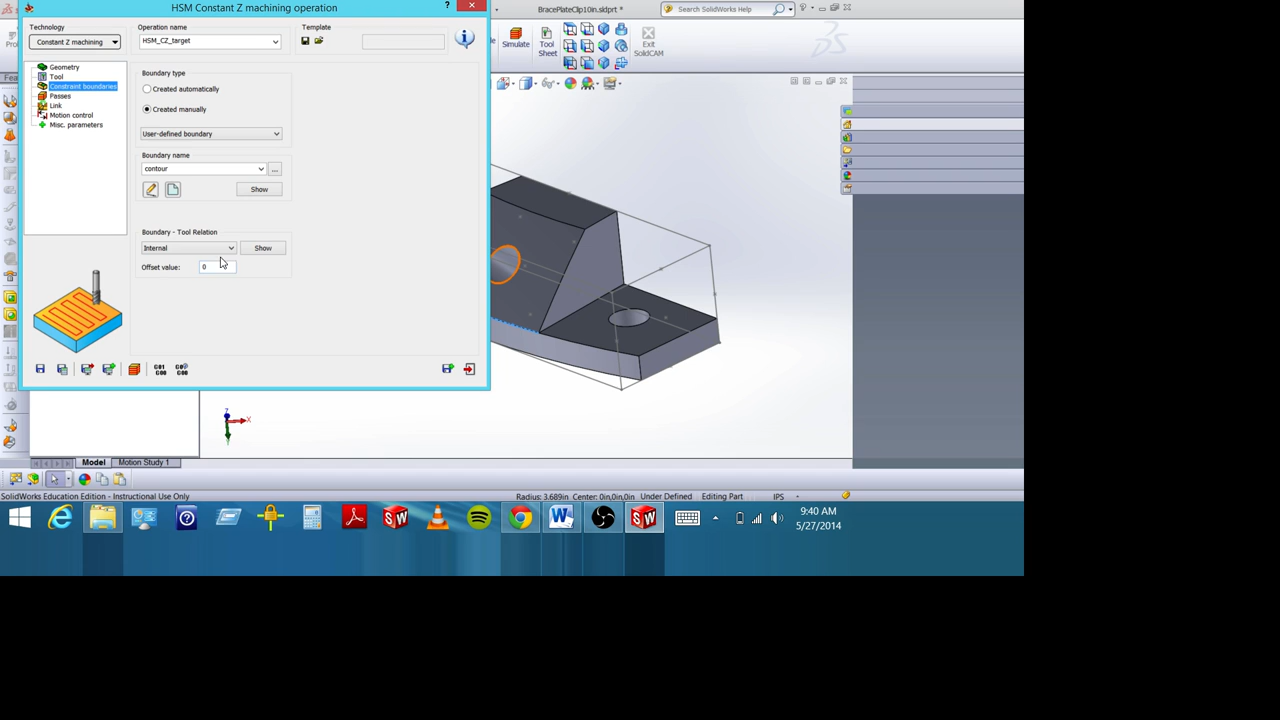 HSM Constant Z machining operation
?
BracePlateClip10in.sldprt *
Search SolidWorks Help
Technology
Operation name
Template
Constant Z machining
HSM_CZ_target
Simulate
Tool Sheet
Exit SolidCAM
Geometry
Tool
Constraint boundaries
Passes
Link
Motion control
Misc. parameters
Boundary type
Created automatically
Created manually
User-defined boundary
Boundary name
contour
...
Show
Boundary - Tool Relation
Internal
Show
Offset value:
0
G01 G00
G00
Z
X
Y
Model
Motion Study 1
SolidWorks Education Edition - Instructional Use Only
Radius: 3.689in Center: 0in,0in,0in
Under Defined
Editing Part
IPS
9:40 AM
5/27/2014